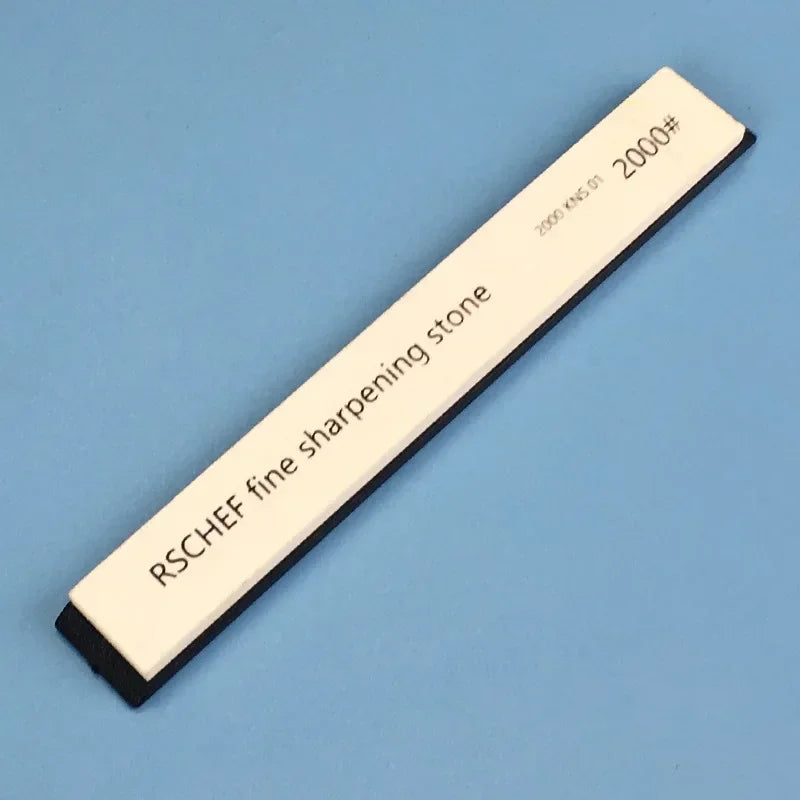 RSCHEF fine sharpening stone
2000 KNS 01
2000#